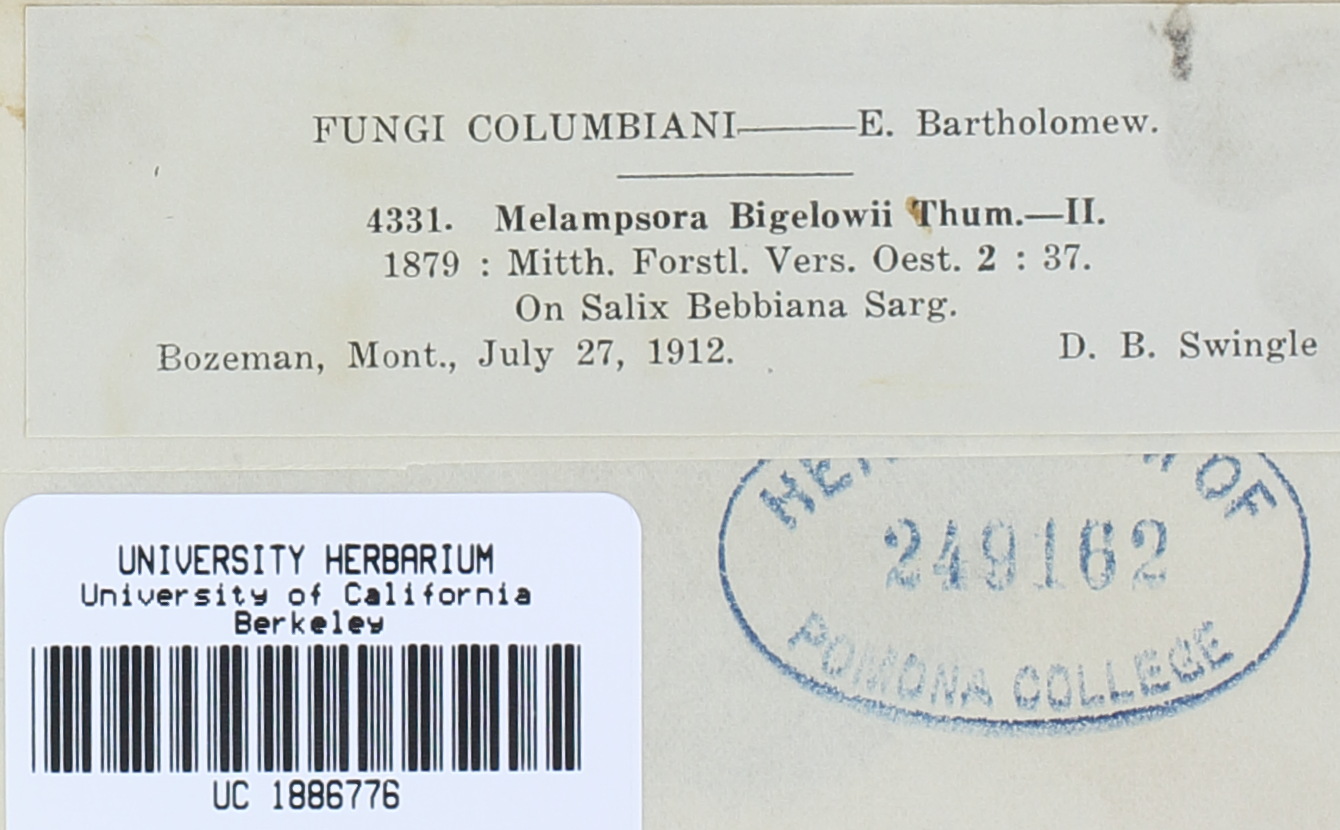 FUNGI COLUMBIANI———E. Bartholomew.
4331. Melampsora Bigelowii Thum.—II.
1879 : Mitth. Forstl. Vers. Oest. 2 : 37.
On Salix Bebbiana Sarg.
Bozeman, Mont., July 27, 1912. D. B. Swingle
OF
249162
POMONA COLLEGE
UNIVERSITY HERBARIUM
University of California
Berkeley
UC 1886776